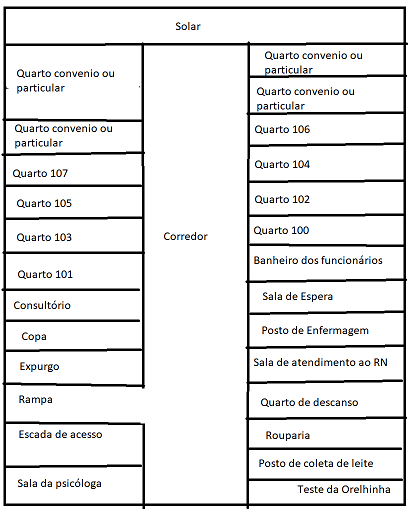 Solar
Quarto convenio ou
particular
Quarto convenio ou
particular
Quarto 107
Quarto 105
Quarto 103
Quarto 101
Consultório
Copa
Expurgo
Rampa
Escada de acesso
Sala da psicóloga
Corredor
Quarto convenio ou
particular
Quarto convenio ou
particular
Quarto 106
Quarto 104
Quarto 102
Quarto 100
Banheiro dos funcionários
Sala de Espera
Posto de Enfermagem
Sala de atendimento ao RN
Quarto de descanso
Rouparia
Posto de coleta de leite
Teste da Orelhinha